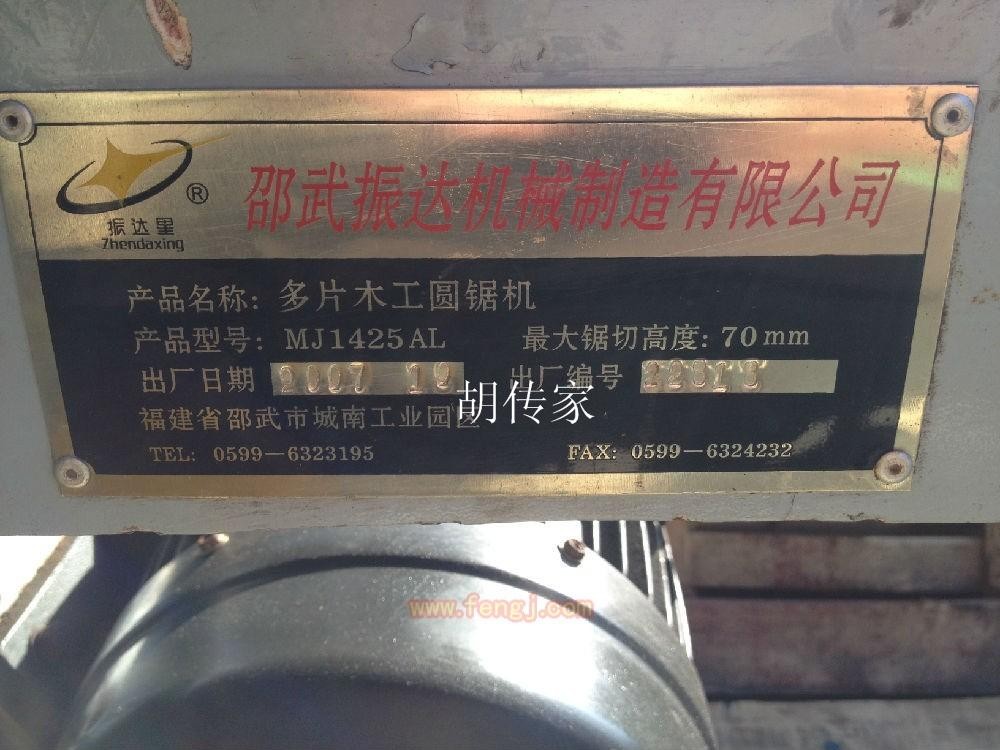 邵武振达机械制造有限公司
®
振达星
Zhendaxing
产品名称: 多片木工圆锯机
产品型号: MJ1425AL 最大锯切高度: 70mm
出厂日期 2007 12 出厂编号
胡传家
福建省邵武市城南工业园区
TEL: 0599-6323195 FAX: 0599-6324232
www.fengj.com